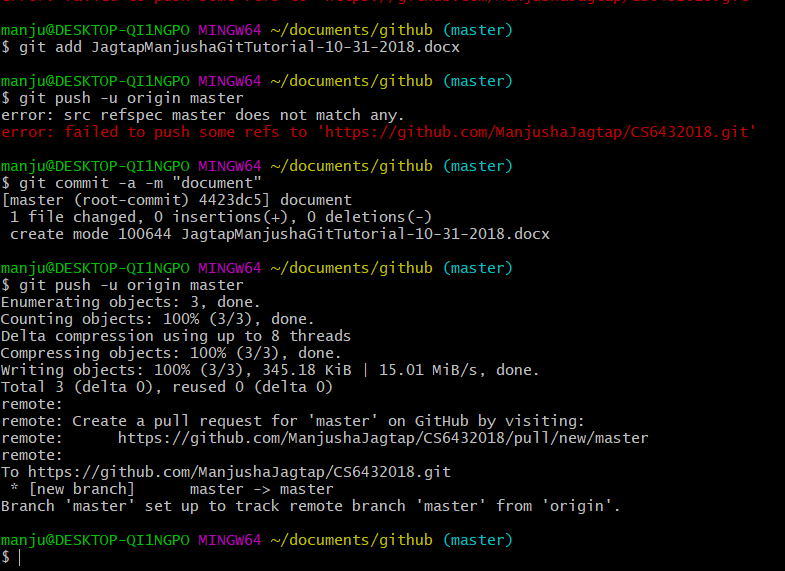 manju@DESKTOP-QI1NGPO MINGW64 ~/documents/github (master)
$ git add JagtapManjushaGitTutorial-10-31-2018.docx
manju@DESKTOP-QI1NGPO MINGW64 ~/documents/github (master)
$ git push -u origin master
error: src refspec master does not match any.
error: failed to push some refs to 'https://github.com/ManjushaJagtap/CS6432018.git'
manju@DESKTOP-QI1NGPO MINGW64 ~/documents/github (master)
$ git commit -a -m "document"
[master (root-commit) 4423dc5] document
1 file changed, 0 insertions(+), 0 deletions(-)
create mode 100644 JagtapManjushaGitTutorial-10-31-2018.docx
manju@DESKTOP-QI1NGPO MINGW64 ~/documents/github (master)
$ git push -u origin master
Enumerating objects: 3, done.
Counting objects: 100% (3/3), done.
Delta compression using up to 8 threads
Compressing objects: 100% (3/3), done.
Writing objects: 100% (3/3), 345.18 KiB | 15.01 MiB/s, done.
Total 3 (delta 0), reused 0 (delta 0)
remote:
remote: Create a pull request for 'master' on GitHub by visiting:
remote:      https://github.com/ManjushaJagtap/CS6432018/pull/new/master
remote:
To https://github.com/ManjushaJagtap/CS6432018.git
* [new branch]      master -> master
Branch 'master' set up to track remote branch 'master' from 'origin'.
manju@DESKTOP-QI1NGPO MINGW64 ~/documents/github (master)
$